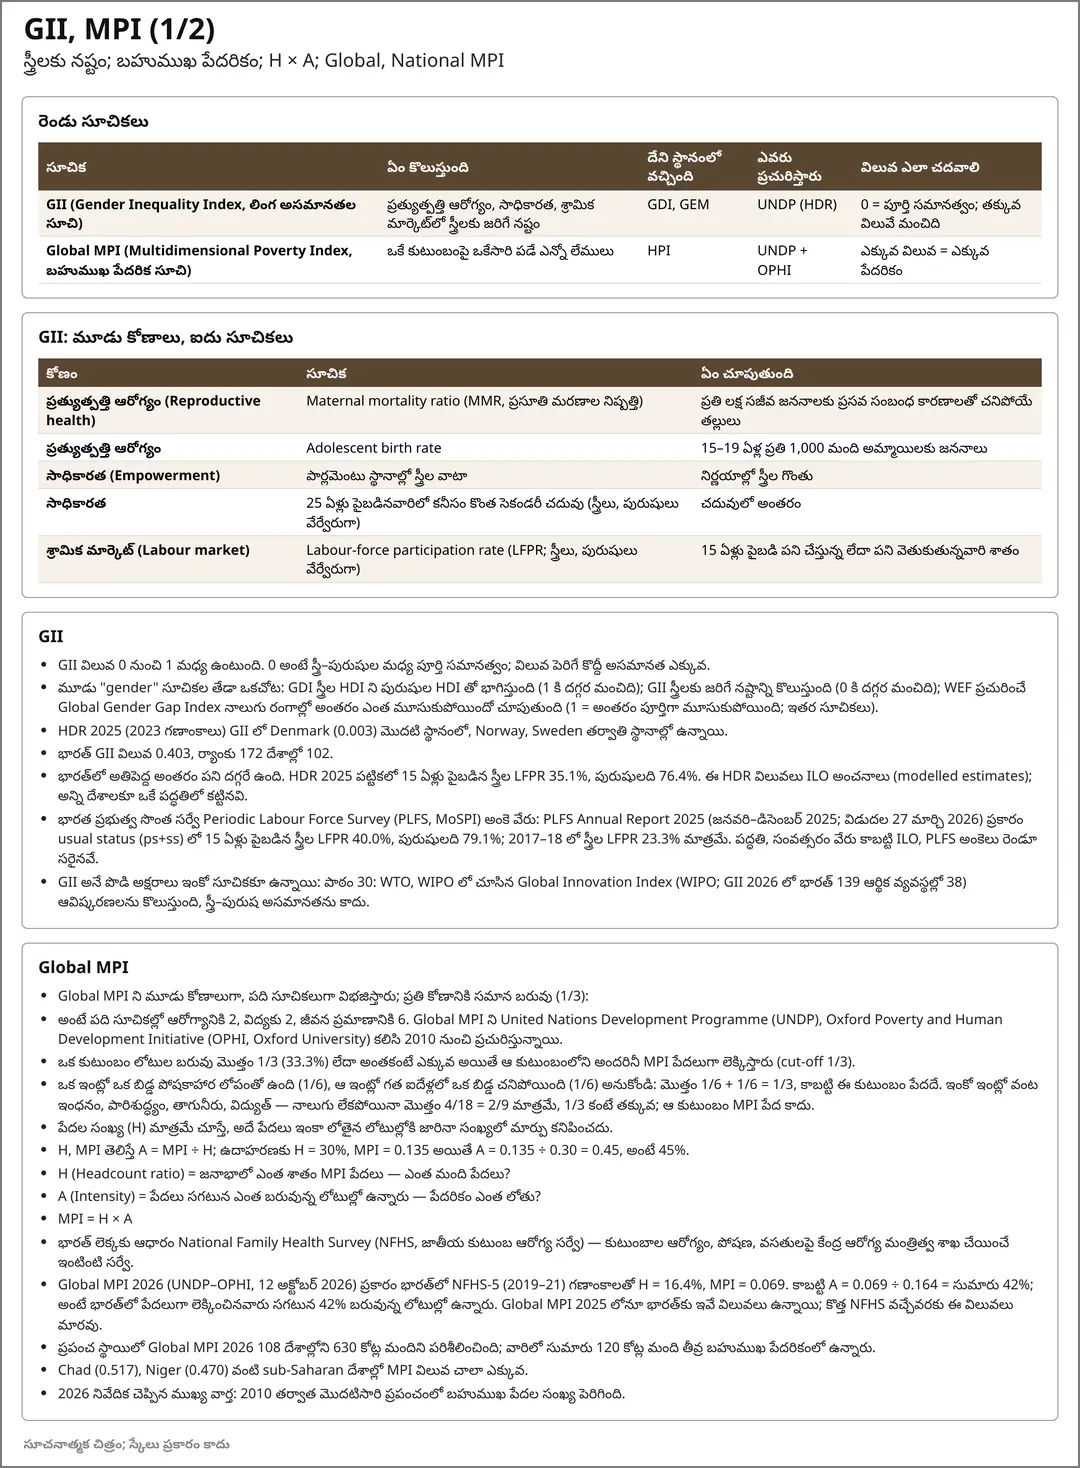 GII, MPI (1/2)
స్త్రీలకు నష్టం; బహుముఖ పేదరికం; H × A; Global, National MPI
రెండు సూచికలు
సూచిక
ఏం కొలుస్తుంది
దేని స్థానంలో
వచ్చింది
ఎవరు
ప్రచురిస్తారు
విలువ ఎలా చదవాలి
GII (Gender Inequality Index, లింగ అసమానతల
సూచి)
ప్రత్యుత్పత్తి ఆరోగ్యం, సాధికారత, శ్రామిక
మార్కెట్‌లో స్త్రీలకు జరిగే నష్టం
GDI, GEM
UNDP (HDR)
0 = పూర్తి సమానత్వం; తక్కువ
విలువే మంచిది
Global MPI (Multidimensional Poverty Index,
బహుముఖ పేదరిక సూచి)
ఒకే కుటుంబంపై ఒకేసారి పడే ఎన్నో లేములు
HPI
UNDP +
OPHI
ఎక్కువ విలువ = ఎక్కువ
పేదరికం
GII: మూడు కోణాలు, ఐదు సూచికలు
కోణం
సూచిక
ఏం చూపుతుంది
ప్రత్యుత్పత్తి ఆరోగ్యం (Reproductive
health)
Maternal mortality ratio (MMR, ప్రసూతి మరణాల నిష్పత్తి)
ప్రతి లక్ష సజీవ జననాలకు ప్రసవ సంబంధ కారణాలతో చనిపోయే
తల్లులు
ప్రత్యుత్పత్తి ఆరోగ్యం
Adolescent birth rate
15–19 ఏళ్ల ప్రతి 1,000 మంది అమ్మాయిలకు జననాలు
సాధికారత (Empowerment)
పార్లమెంటు స్థానాల్లో స్త్రీల వాటా
నిర్ణయాల్లో స్త్రీల గొంతు
సాధికారత
25 ఏళ్లు పైబడినవారిలో కనీసం కొంత సెకండరీ చదువు (స్త్రీలు, పురుషులు
వేర్వేరుగా)
చదువులో అంతరం
శ్రామిక మార్కెట్ (Labour market)
Labour-force participation rate (LFPR; స్త్రీలు, పురుషులు
వేర్వేరుగా)
15 ఏళ్లు పైబడి పని చేస్తున్న లేదా పని వెతుకుతున్నవారి శాతం
GII
• GII విలువ 0 నుంచి 1 మధ్య ఉంటుంది. 0 అంటే స్త్రీ–పురుషుల మధ్య పూర్తి సమానత్వం; విలువ పెరిగే కొద్దీ అసమానత ఎక్కువ.
• మూడు "gender" సూచికల తేడా ఒకచోట: GDI స్త్రీల HDI ని పురుషుల HDI తో భాగిస్తుంది (1 కి దగ్గర మంచిది); GII స్త్రీలకు జరిగే నష్టాన్ని కొలుస్తుంది (0 కి దగ్గర మంచిది); WEF ప్రచురించే
Global Gender Gap Index నాలుగు రంగాల్లో అంతరం ఎంత మూసుకుపోయిందో చూపుతుంది (1 = అంతరం పూర్తిగా మూసుకుపోయింది; ఇతర సూచికలు).
• HDR 2025 (2023 గణాంకాలు) GII లో Denmark (0.003) మొదటి స్థానంలో, Norway, Sweden తర్వాతి స్థానాల్లో ఉన్నాయి.
• భారత్ GII విలువ 0.403, ర్యాంకు 172 దేశాల్లో 102.
• భారత్‌లో అతిపెద్ద అంతరం పని దగ్గరే ఉంది. HDR 2025 పట్టికలో 15 ఏళ్లు పైబడిన స్త్రీల LFPR 35.1%, పురుషులది 76.4%. ఈ HDR విలువలు ILO అంచనాలు (modelled estimates);
అన్ని దేశాలకూ ఒకే పద్ధతిలో కట్టినవి.
• భారత ప్రభుత్వ సొంత సర్వే Periodic Labour Force Survey (PLFS, MoSPI) అంకె వేరు: PLFS Annual Report 2025 (జనవరి–డిసెంబర్ 2025; విడుదల 27 మార్చి 2026) ప్రకారం
usual status (ps+ss) లో 15 ఏళ్లు పైబడిన స్త్రీల LFPR 40.0%, పురుషులది 79.1%; 2017–18 లో స్త్రీల LFPR 23.3% మాత్రమే. పద్ధతి, సంవత్సరం వేరు కాబట్టి ILO, PLFS అంకెలు రెండూ
సరైనవే.
• GII అనే పొడి అక్షరాలు ఇంకో సూచికకూ ఉన్నాయి: పాఠం 30: WTO, WIPO లో చూసిన Global Innovation Index (WIPO; GII 2026 లో భారత్ 139 ఆర్థిక వ్యవస్థల్లో 38)
ఆవిష్కరణలను కొలుస్తుంది, స్త్రీ–పురుష అసమానతను కాదు.
Global MPI
• Global MPI ని మూడు కోణాలుగా, పది సూచికలుగా విభజిస్తారు; ప్రతి కోణానికి సమాన బరువు (1/3):
• అంటే పది సూచికల్లో ఆరోగ్యానికి 2, విద్యకు 2, జీవన ప్రమాణానికి 6. Global MPI ని United Nations Development Programme (UNDP), Oxford Poverty and Human
Development Initiative (OPHI, Oxford University) కలిసి 2010 నుంచి ప్రచురిస్తున్నాయి.
• ఒక కుటుంబం లోటుల బరువు మొత్తం 1/3 (33.3%) లేదా అంతకంటే ఎక్కువ అయితే ఆ కుటుంబంలోని అందరినీ MPI పేదలుగా లెక్కిస్తారు (cut-off 1/3).
• ఒక ఇంట్లో ఒక బిడ్డ పోషకాహార లోపంతో ఉంది (1/6), ఆ ఇంట్లో గత ఐదేళ్లలో ఒక బిడ్డ చనిపోయింది (1/6) అనుకోండి: మొత్తం 1/6 + 1/6 = 1/3, కాబట్టి ఈ కుటుంబం పేదదే. ఇంకో ఇంట్లో వంట
ఇంధనం, పారిశుద్ధ్యం, తాగునీరు, విద్యుత్ — నాలుగు లేకపోయినా మొత్తం 4/18 = 2/9 మాత్రమే, 1/3 కంటే తక్కువ; ఆ కుటుంబం MPI పేద కాదు.
• పేదల సంఖ్య (H) మాత్రమే చూస్తే, అదే పేదలు ఇంకా లోతైన లోటుల్లోకి జారినా సంఖ్యలో మార్పు కనిపించదు.
• H, MPI తెలిస్తే A = MPI ÷ H; ఉదాహరణకు H = 30%, MPI = 0.135 అయితే A = 0.135 ÷ 0.30 = 0.45, అంటే 45%.
• H (Headcount ratio) = జనాభాలో ఎంత శాతం MPI పేదలు — ఎంత మంది పేదలు?
• A (Intensity) = పేదలు సగటున ఎంత బరువున్న లోటుల్లో ఉన్నారు — పేదరికం ఎంత లోతు?
• MPI = H × A
• భారత్ లెక్కకు ఆధారం National Family Health Survey (NFHS, జాతీయ కుటుంబ ఆరోగ్య సర్వే) — కుటుంబాల ఆరోగ్యం, పోషణ, వసతులపై కేంద్ర ఆరోగ్య మంత్రిత్వ శాఖ చేయించే
ఇంటింటి సర్వే.
• Global MPI 2026 (UNDP–OPHI, 12 అక్టోబర్ 2026) ప్రకారం భారత్‌లో NFHS-5 (2019–21) గణాంకాలతో H = 16.4%, MPI = 0.069. కాబట్టి A = 0.069 ÷ 0.164 = సుమారు 42%;
అంటే భారత్‌లో పేదలుగా లెక్కించినవారు సగటున 42% బరువున్న లోటుల్లో ఉన్నారు. Global MPI 2025 లోనూ భారత్‌కు ఇవే విలువలు ఉన్నాయి; కొత్త NFHS వచ్చేవరకు ఈ విలువలు
మారవు.
• ప్రపంచ స్థాయిలో Global MPI 2026 108 దేశాల్లోని 630 కోట్ల మందిని పరిశీలించింది; వారిలో సుమారు 120 కోట్ల మంది తీవ్ర బహుముఖ పేదరికంలో ఉన్నారు.
• Chad (0.517), Niger (0.470) వంటి sub-Saharan దేశాల్లో MPI విలువ చాలా ఎక్కువ.
• 2026 నివేదిక చెప్పిన ముఖ్య వార్త: 2010 తర్వాత మొదటిసారి ప్రపంచంలో బహుముఖ పేదల సంఖ్య పెరిగింది.
సూచనాత్మక చిత్రం; స్కేలు ప్రకారం కాదు